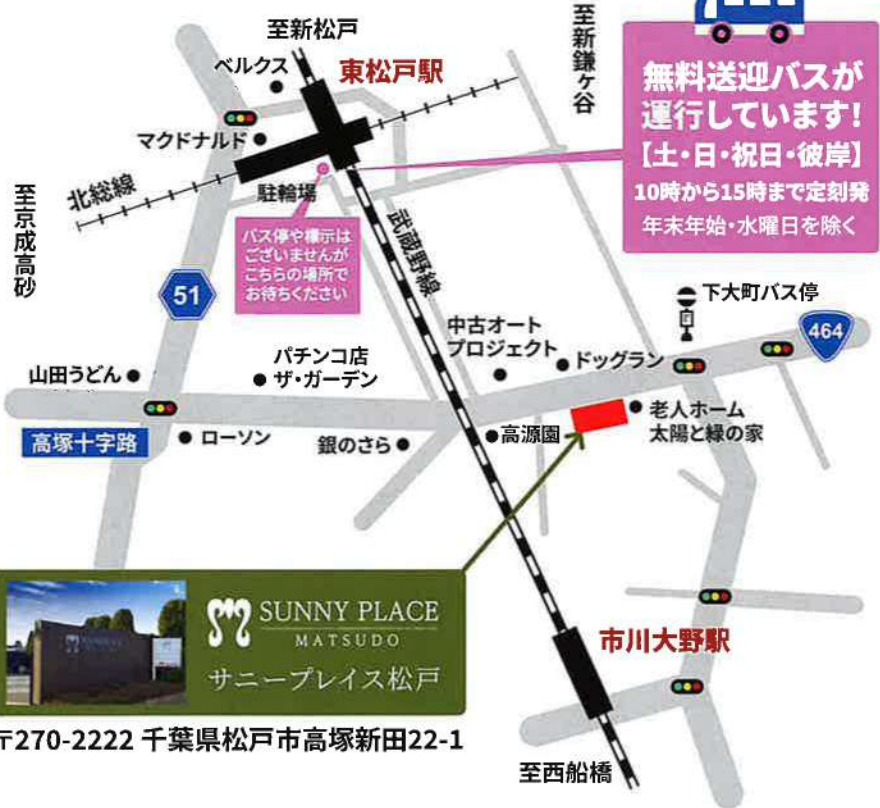 至新松戸
ベルクス
東松戸駅
至新鎌ヶ谷
無料送迎バスが
運行しています!
【土・日・祝日・彼岸】
10時から15時まで定刻発
年末年始・水曜日を除く
マクドナルド
北総線
駐輪場
至京成高砂
バス停や標示は
ございませんが
こちらの場所で
お待ちください
武蔵野線
51
下大町バス停
464
中古オート
プロジェクト
ドッグラン
山田うどん
パチンコ店
ザ・ガーデン
高塚十字路
ローソン
銀のさら
高源園
老人ホーム
太陽と緑の家
SUNNY PLACE
MATSUDO
サニープレイス松戸
市川大野駅
〒270-2222 千葉県松戸市高塚新田22-1
至西船橋